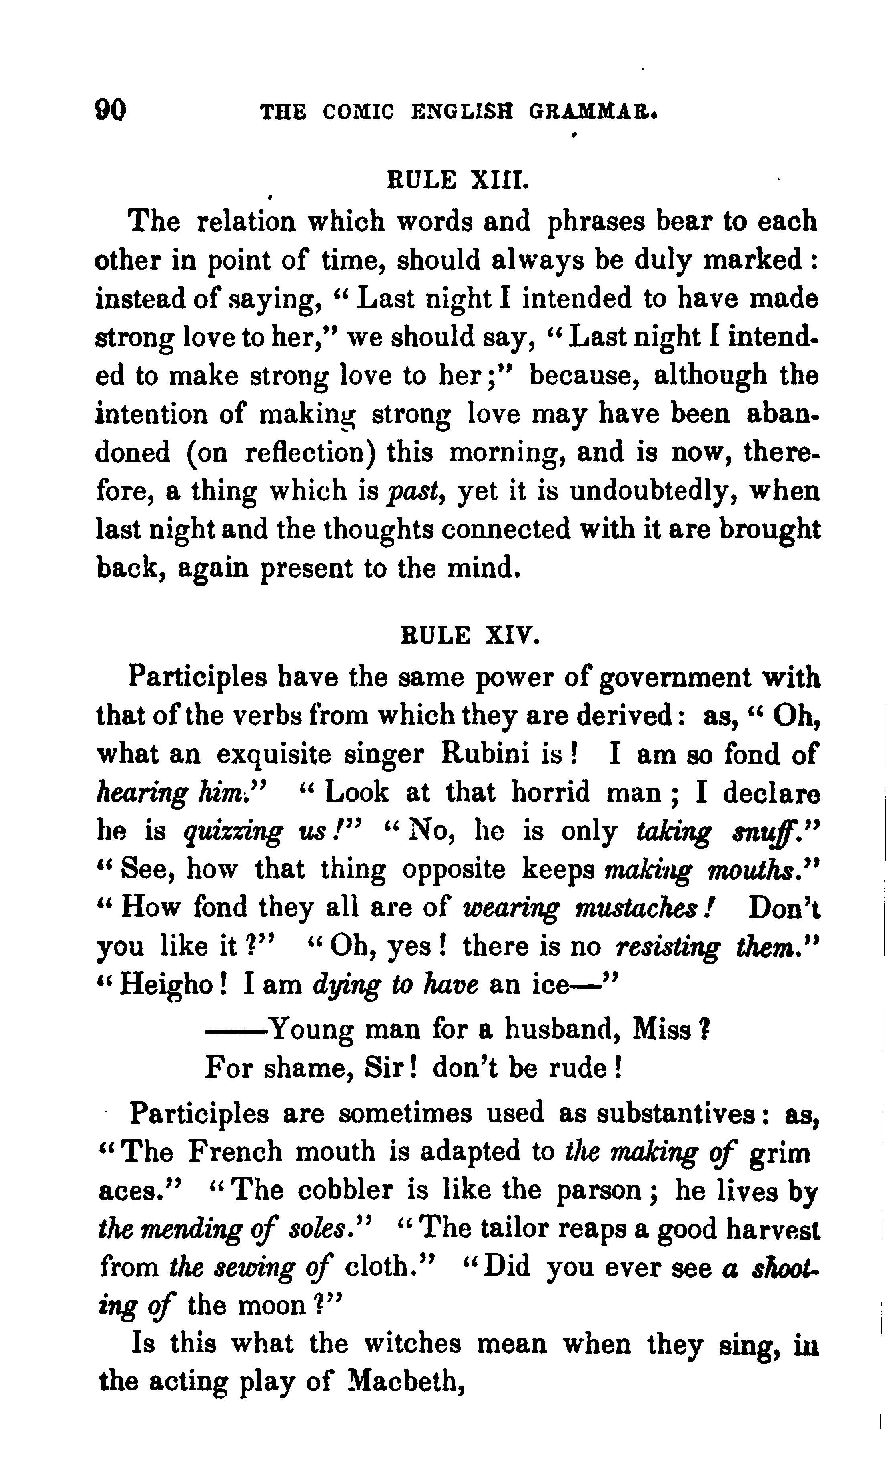 90 THE COMIC ENGLISH GRAMMAR.
RULE XIII.
The relation which words and phrases bear to each
other in point of time, should always be duly marked :
instead of saying, “ Last night I intended to have made
strong love to her,” we should say, “ Last night I intend-
ed to make strong love to her ;” because, although the
intention of making strong love may have been aban-
doned (on reflection) this morning, and is now, there-
fore, a thing which is past, yet it is undoubtedly, when
last night and the thoughts connected with it are brought
back, again present to the mind.
RULE XIV.
Participles have the same power of government with
that of the verbs from which they are derived : as, “ Oh,
what an exquisite singer Rubini is ! I am so fond of
hearing him.” “ Look at that horrid man ; I declare
he is quizzing us !” “ No, he is only taking snuff.”
“ See, how that thing opposite keeps making mouths.”
“ How fond they all are of wearing mustaches ! Don’t
you like it ?” “ Oh, yes ! there is no resisting them.”
“ Heigho ! I am dying to have an ice—”
——Young man for a husband, Miss ?
For shame, Sir ! don’t be rude !
Participles are sometimes used as substantives : as,
“ The French mouth is adapted to the making of grim
aces.” “ The cobbler is like the parson ; he lives by
the mending of soles.” “ The tailor reaps a good harvest
from the sewing of cloth.” “ Did you ever see a shoot-
ing of the moon ?”
Is this what the witches mean when they sing, in
the acting play of Macbeth,